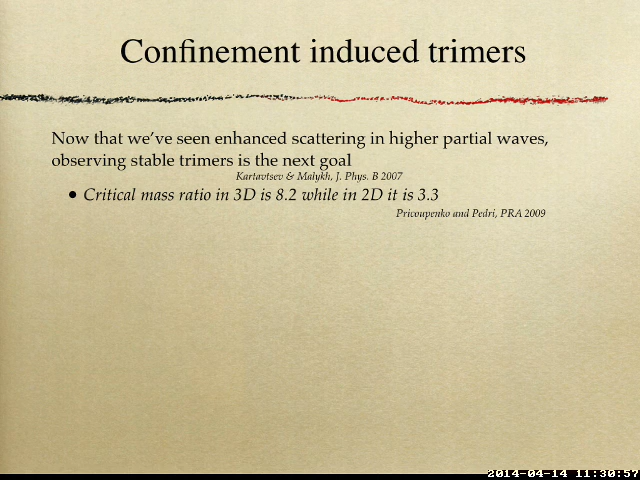 Confinement induced trimers
Now that we've seen enhanced scattering in higher partial waves,
observing stable trimers is the next goal
Kartavtsev & Malykh, J. Phys. B 2007
• Critical mass ratio in 3D is 8.2 while in 2D it is 3.3
Pricoupenko and Pedri, PRA 2009
2014-04-14 11:30:57